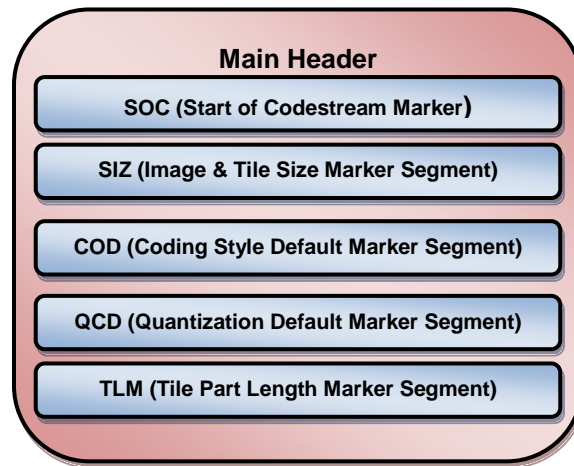 Main Header
SOC (Start of Codestream Marker)
SIZ (Image & Tile Size Marker Segment)
COD (Coding Style Default Marker Segment)
QCD (Quantization Default Marker Segment)
TLM (Tile Part Length Marker Segment)